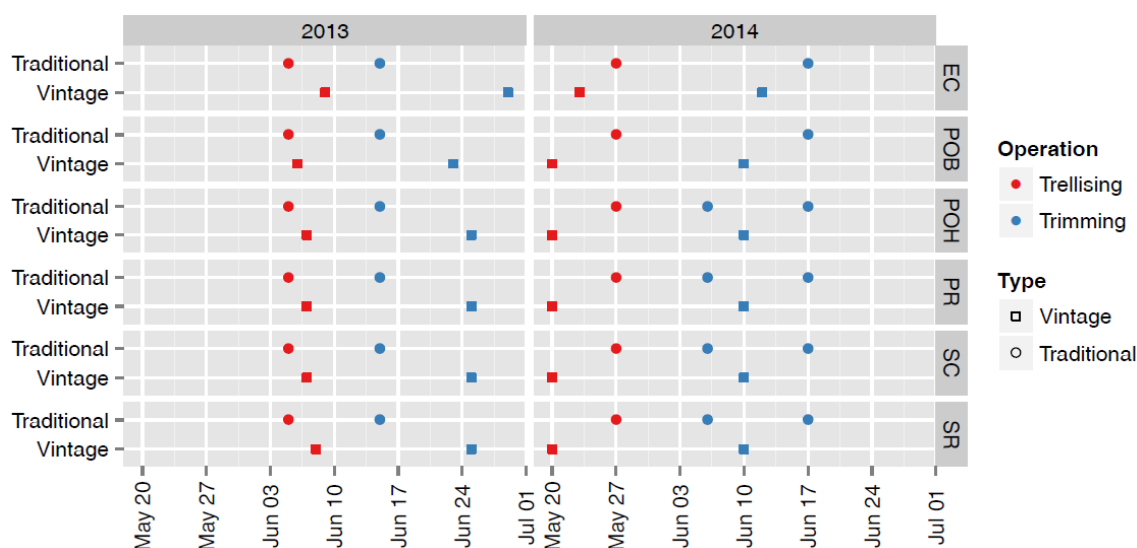 2013 2014
Traditional
Vintage
EC
Traditional
Vintage
POB
Traditional
Vintage
POH
Traditional
Vintage
PR
Traditional
Vintage
SC
Traditional
Vintage
SR
May 20 May 27 Jun 03 Jun 10 Jun 17 Jun 24 Jul 01 May 20 May 27 Jun 03 Jun 10 Jun 17 Jun 24 Jul 01
Operation
Trellising
Trimming
Type
Vintage
Traditional